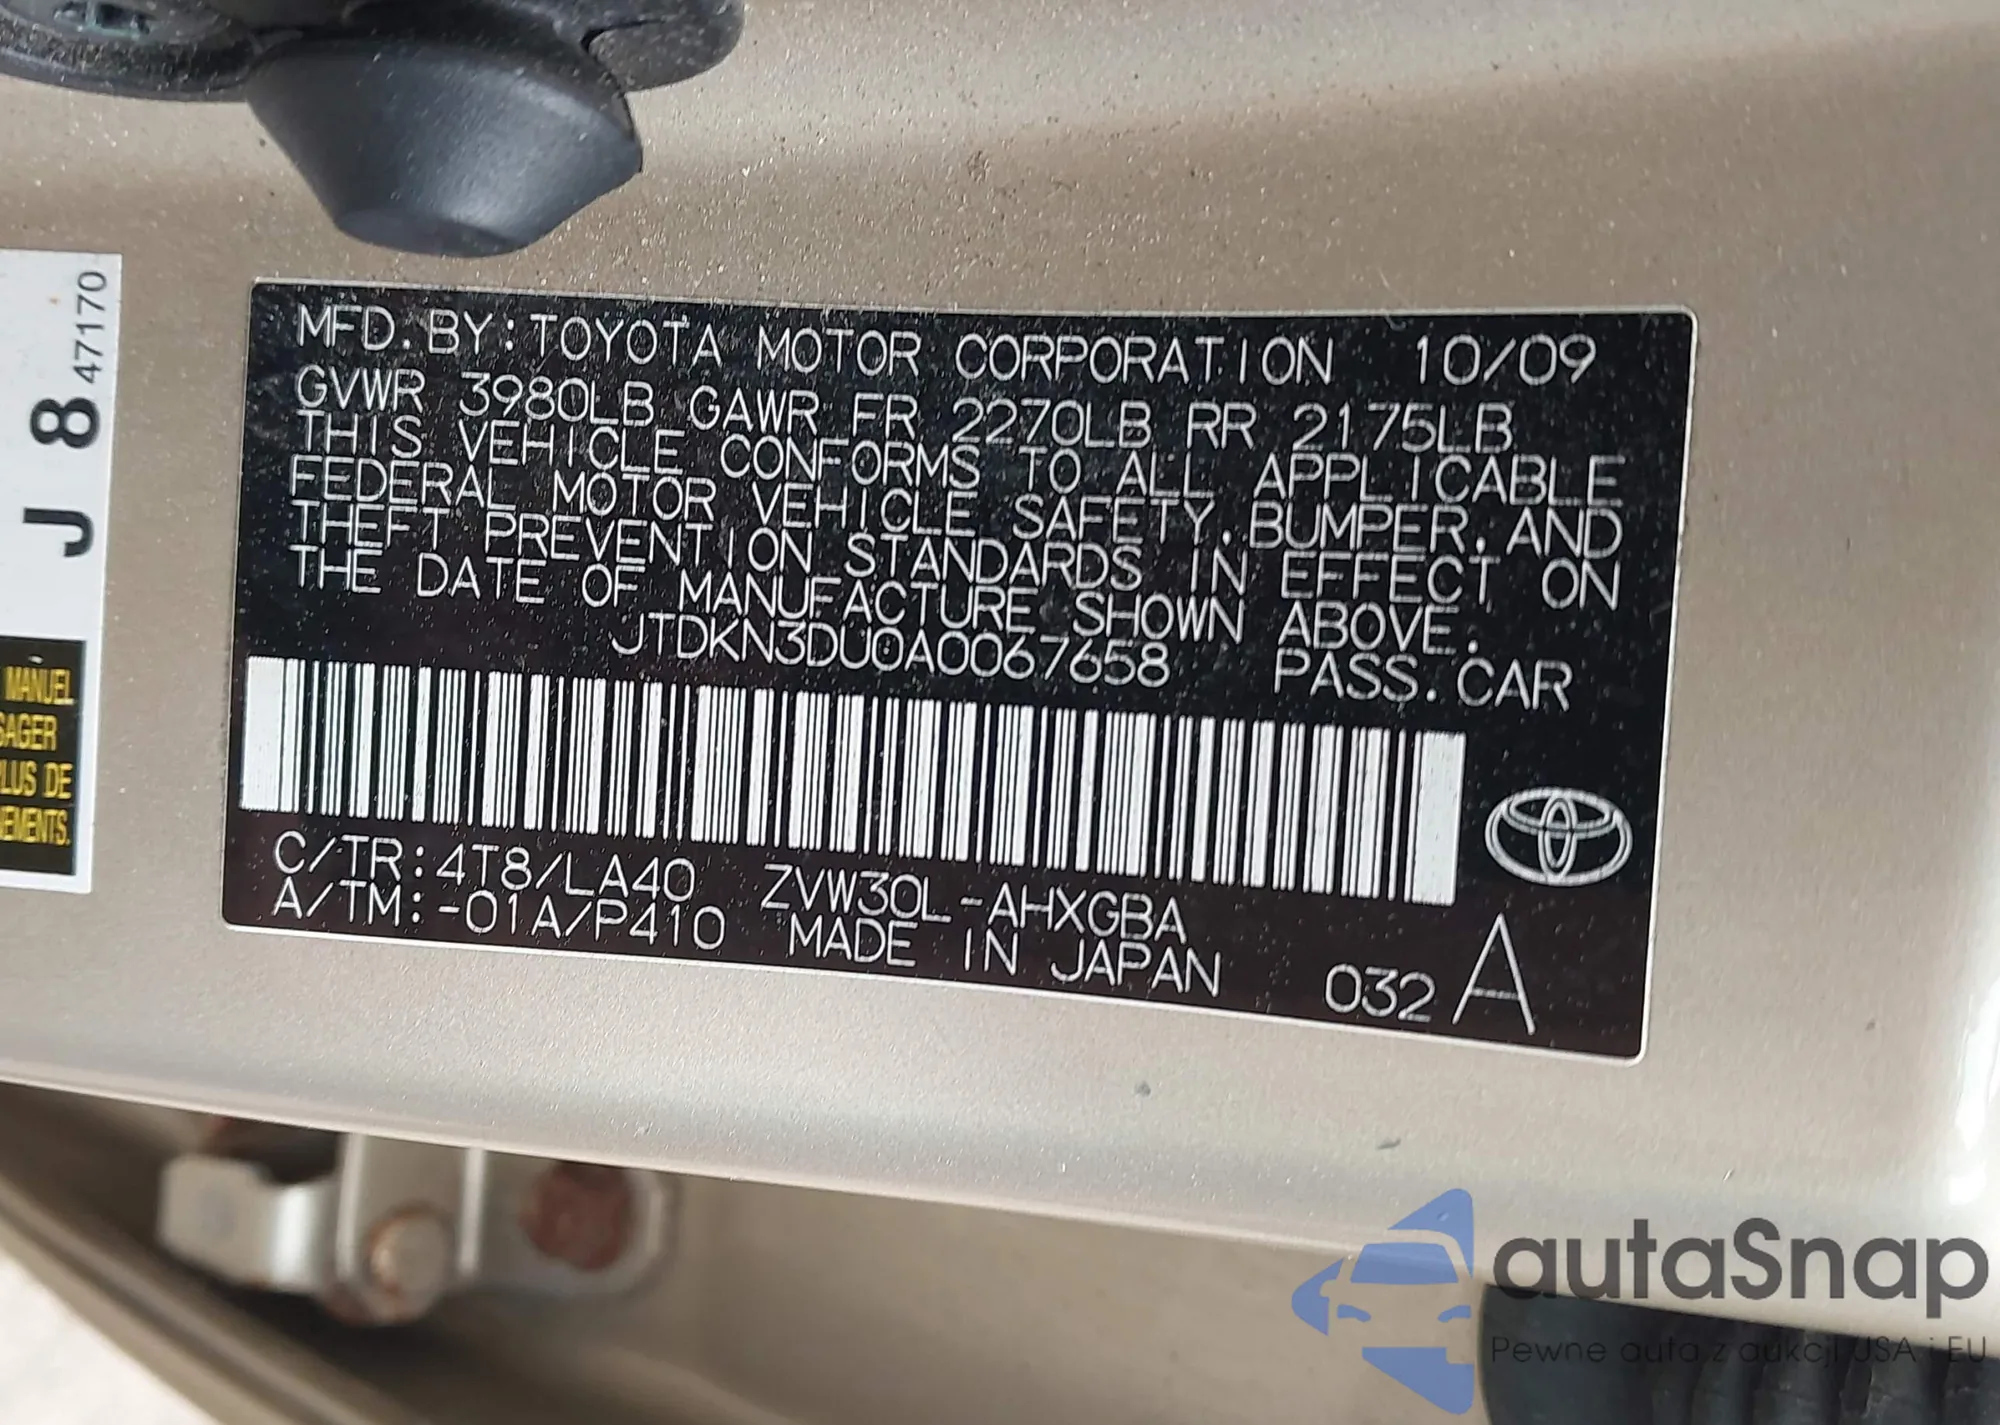 J 8 47170
MANUEL
SAGER
PLUS DE
NEMENTS.
MFD. BY: TOYOTA MOTOR CORPORATION 10/09
GVWR 3980LB GAWR FR 2270LB RR 2175LB
THIS VEHICLE CONFORMS TO ALL APPLICABLE
FEDERAL MOTOR VEHICLE SAFETY, BUMPER, AND
THEFT PREVENTION STANDARDS IN EFFECT ON
THE DATE OF MANUFACTURE SHOWN ABOVE.
JTDKN3DU0A0067658 PASS. CAR
C/TR:4T8/LA40 ZVW30L-AHXGBA
A/TM:-01A/P410 MADE IN JAPAN 032 A
autaSnap
Pewne auta z aukcji USA i EU